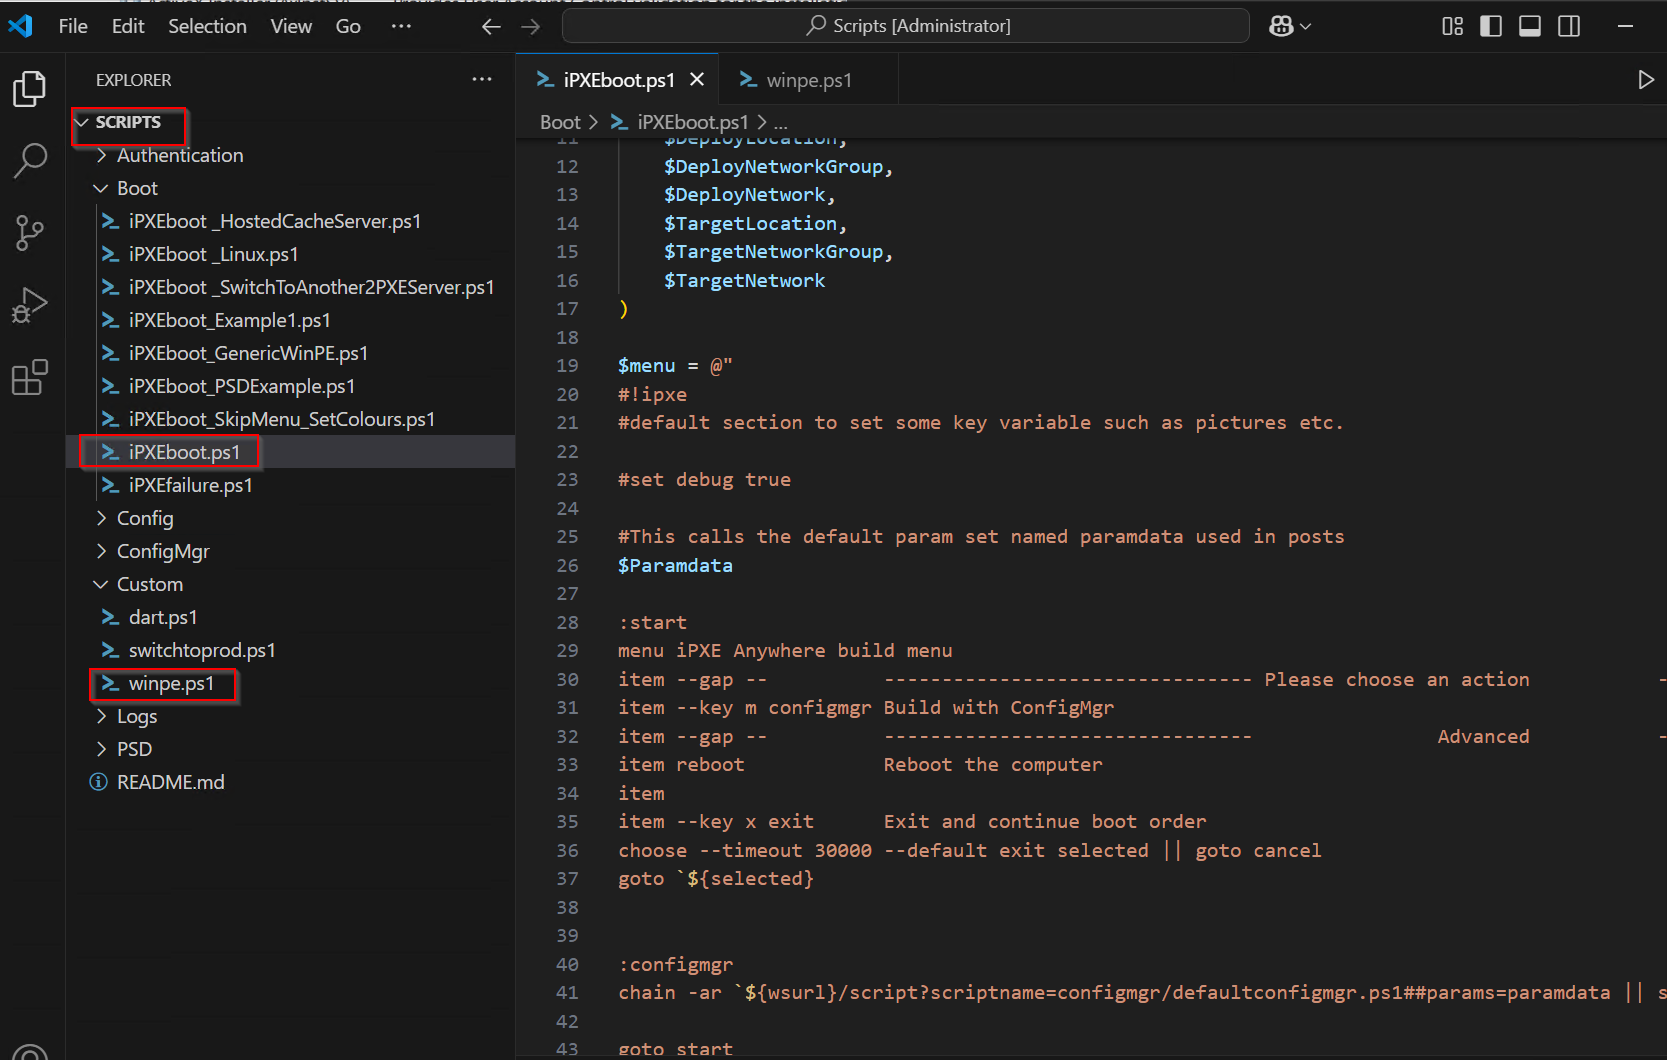 File Edit Selection View Go ···
Scripts [Administrator]
EXPLORER ···
SCRIPTS
Authentication
Boot
iPXEboot _HostedCacheServer.ps1
iPXEboot _Linux.ps1
iPXEboot _SwitchToAnother2PXEServer.ps1
iPXEboot_Example1.ps1
iPXEboot_GenericWinPE.ps1
iPXEboot_PSDExample.ps1
iPXEboot_SkipMenu_SetColours.ps1
iPXEboot.ps1
iPXEfailure.ps1
Config
ConfigMgr
Custom
dart.ps1
switchtoprod.ps1
winpe.ps1
Logs
PSD
README.md
iPXEboot.ps1
winpe.ps1
Boot > iPXEboot.ps1 > ...
11 $DeployLocation,
12 $DeployNetworkGroup,
13 $DeployNetwork,
14 $TargetLocation,
15 $TargetNetworkGroup,
16 $TargetNetwork
17 )
18
19 $menu = @"
20 #!ipxe
21 #default section to set some key variable such as pictures etc.
22
23 #set debug true
24
25 #This calls the default param set named paramdata used in posts
26 $Paramdata
27
28 :start
29 menu iPXE Anywhere build menu
30 item --gap -- -------------------------------- Please choose an action -
31 item --key m configmgr Build with ConfigMgr
32 item --gap -- -------------------------------- Advanced -
33 item reboot Reboot the computer
34 item
35 item --key x exit Exit and continue boot order
36 choose --timeout 30000 --default exit selected || goto cancel
37 goto `${selected}
38
39
40 :configmgr
41 chain -ar `${wsurl}/script?scriptname=configmgr/defaultconfigmgr.ps1##params=paramdata || s
42
43 goto start